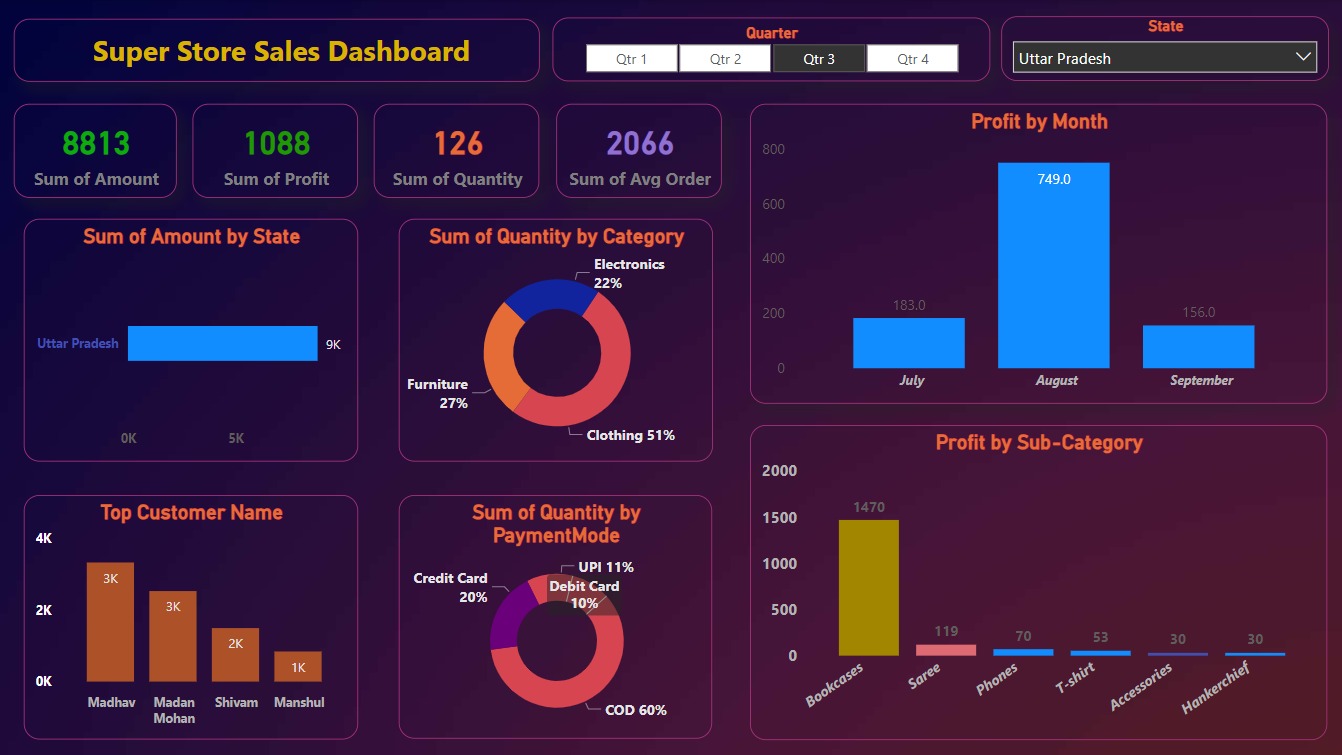 Super Store Sales Dashboard
Quarter
Qtr 1
Qtr 2
Qtr 3
Qtr 4
State
Uttar Pradesh
8813
Sum of Amount
1088
Sum of Profit
126
Sum of Quantity
2066
Sum of Avg Order
Profit by Month
800
600
400
200
0
183.0
749.0
156.0
July
August
September
Sum of Amount by State
Uttar Pradesh
9K
0K
5K
Sum of Quantity by Category
Electronics
22%
Furniture
27%
Clothing 51%
Profit by Sub-Category
2000
1500
1000
500
0
1470
119
70
53
30
30
Bookcases
Saree
Phones
T-shirt
Accessories
Hankerchief
Top Customer Name
4K
2K
0K
3K
3K
2K
1K
Madhav
Madan
Mohan
Shivam
Manshul
Sum of Quantity by
PaymentMode
UPI 11%
Debit Card
10%
Credit Card
20%
COD 60%